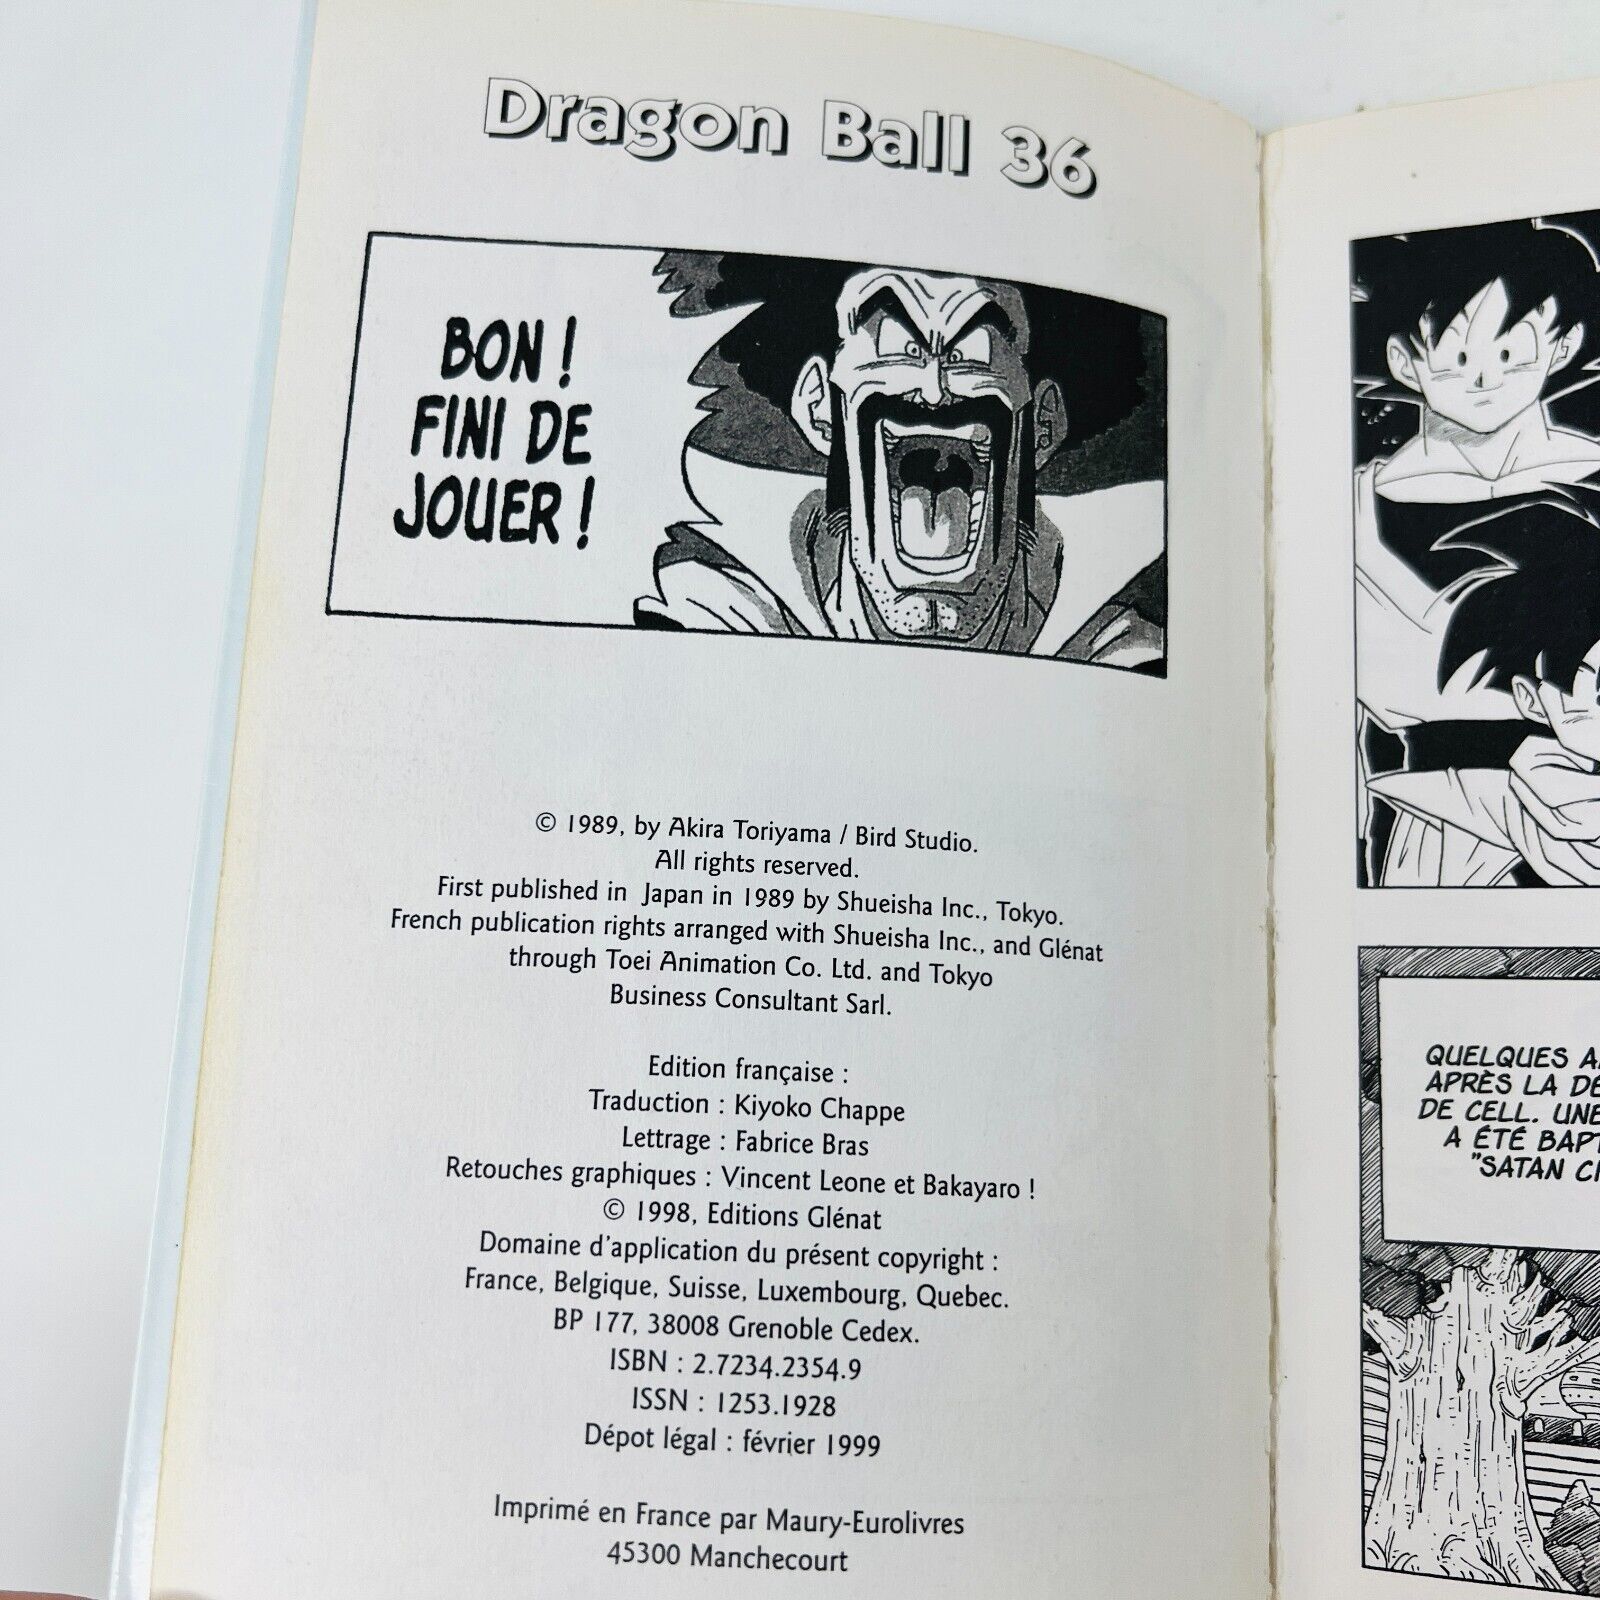 Dragon Ball 36
BON !
FINI DE
JOUER !
© 1989, by Akira Toriyama / Bird Studio.
All rights reserved.
First published in Japan in 1989 by Shueisha Inc., Tokyo.
French publication rights arranged with Shueisha Inc., and Glénat
through Toei Animation Co. Ltd. and Tokyo
Business Consultant Sarl.
Edition française :
Traduction : Kiyoko Chappe
Lettrage : Fabrice Bras
Retouches graphiques : Vincent Leone et Bakayaro !
© 1998, Editions Glénat
Domaine d'application du présent copyright :
France, Belgique, Suisse, Luxembourg, Quebec.
BP 177, 38008 Grenoble Cedex.
ISBN : 2.7234.2354.9
ISSN : 1253.1928
Dépot légal : février 1999
Imprimé en France par Maury-Eurolivres
45300 Manchecourt
QUELQUES
APRÈS LA
DE CELL. UNE
A ÉTÉ
"SATAN